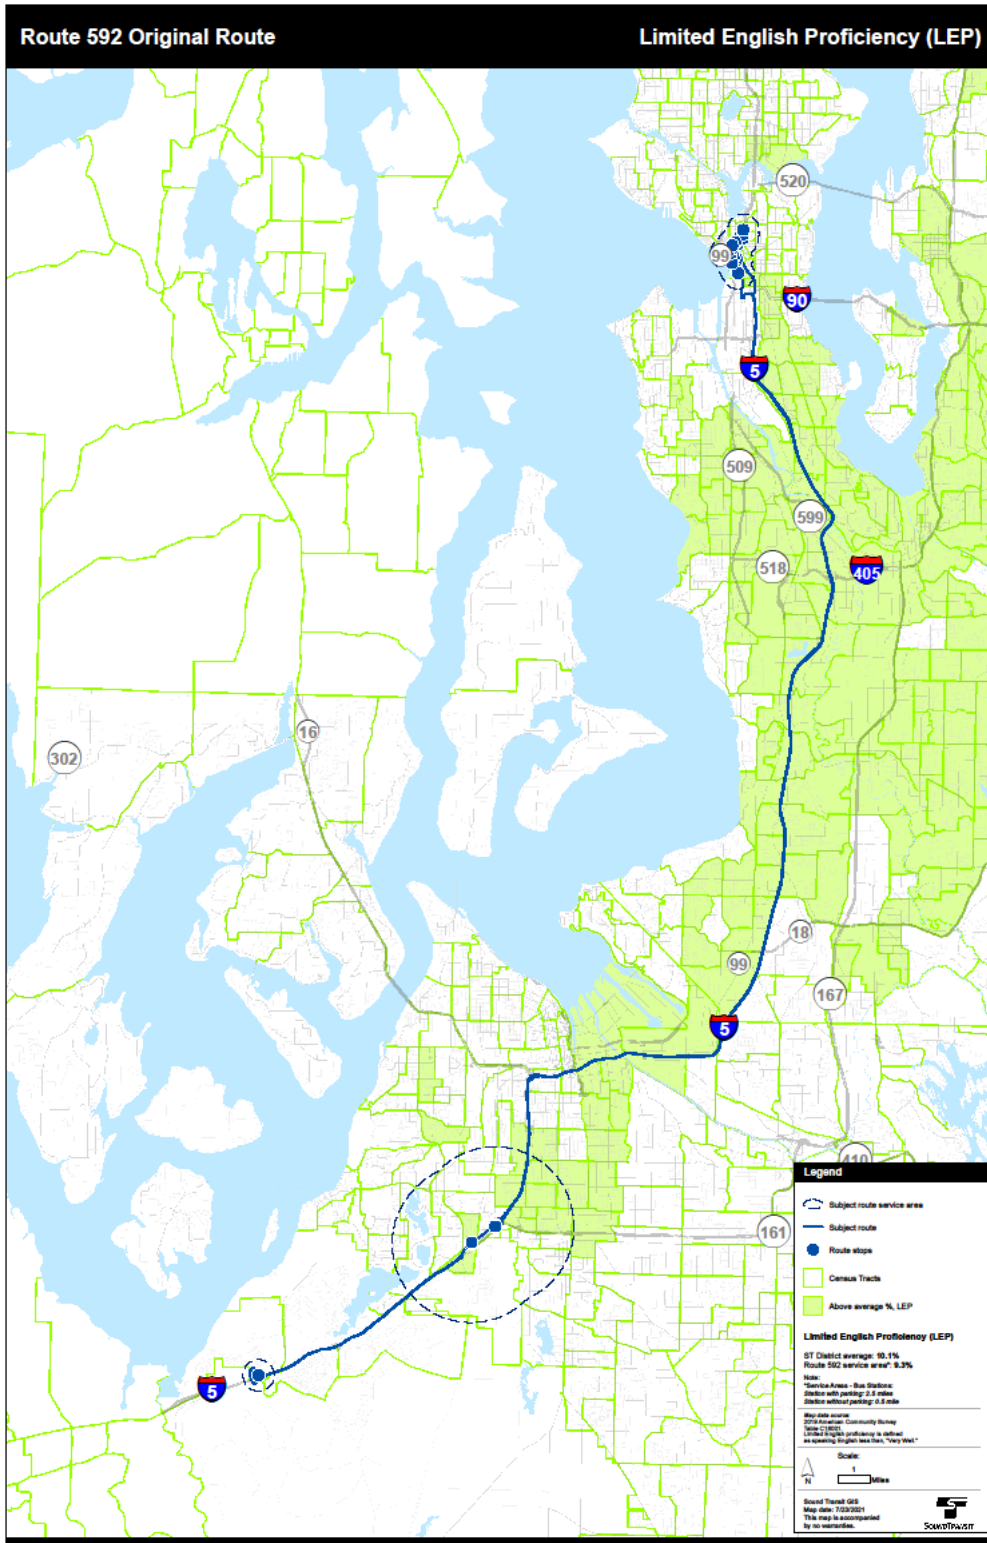 Route 592 Original Route
Limited English Proficiency (LEP)
520
99
90
5
509
599
518
405
16
302
18
99
167
5
410
161
5
Legend
Subject route service area
Subject route
Route stops
Census Tracts
Above average %, LEP
Limited English Proficiency (LEP)
ST District average: 10.1%
Route 592 service area*: 9.3%
Note:
*Service Areas - Bus Stations:
Station with parking: 2.5 miles
Station without parking: 0.5 mile
Map data source:
2019 American Community Survey
Table C16001
Limited English proficiency is defined
as speaking English less than, "Very Well."
Scale:
1
Miles
N
Sound Transit GIS
Map date: 7/23/2021
This map is accompanied
by no warranties.
SOUNDTRANSIT